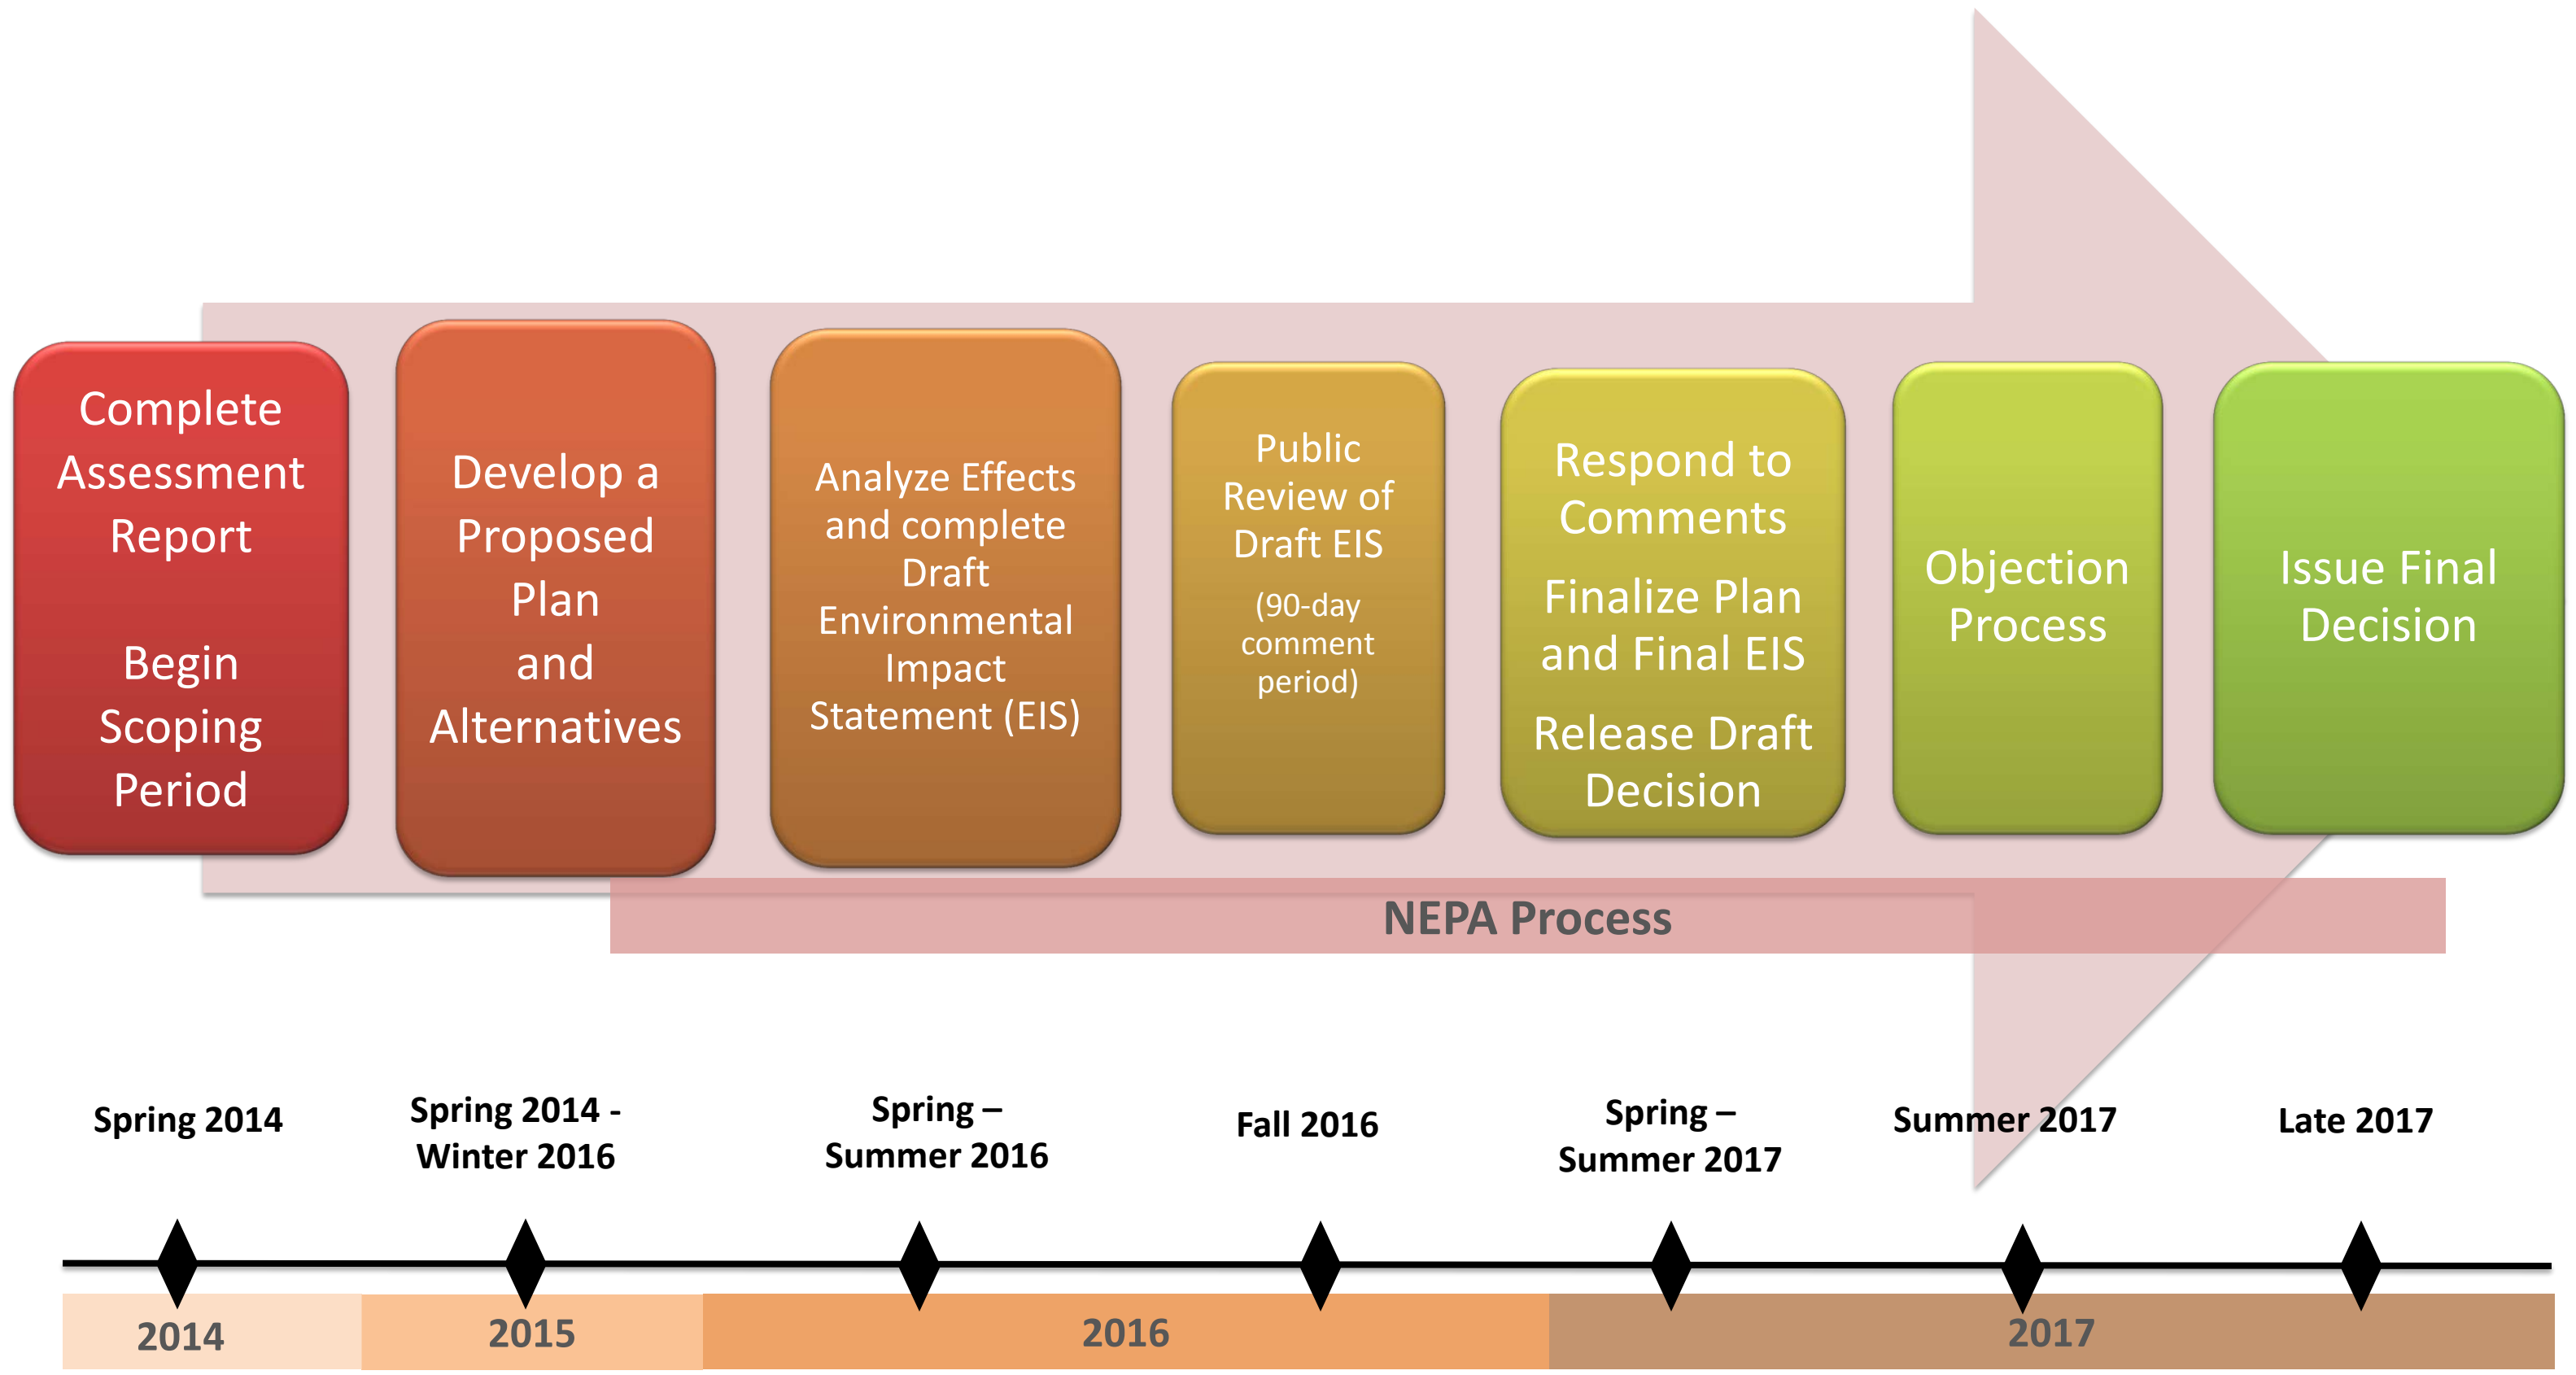 Complete
Assessment
Report
Begin
Scoping
Period
Develop a
Proposed
Plan
and
Alternatives
Analyze Effects
and complete
Draft
Environmental
Impact
Statement (EIS)
Public
Review of
Draft EIS
(90-day
comment
period)
Respond to
Comments
Finalize Plan
and Final EIS
Release Draft
Decision
Objection
Process
Issue Final
Decision
NEPA Process
Spring 2014
Spring 2014 -
Winter 2016
Spring –
Summer 2016
Fall 2016
Spring –
Summer 2017
Summer 2017
Late 2017
2014
2015
2016
2017